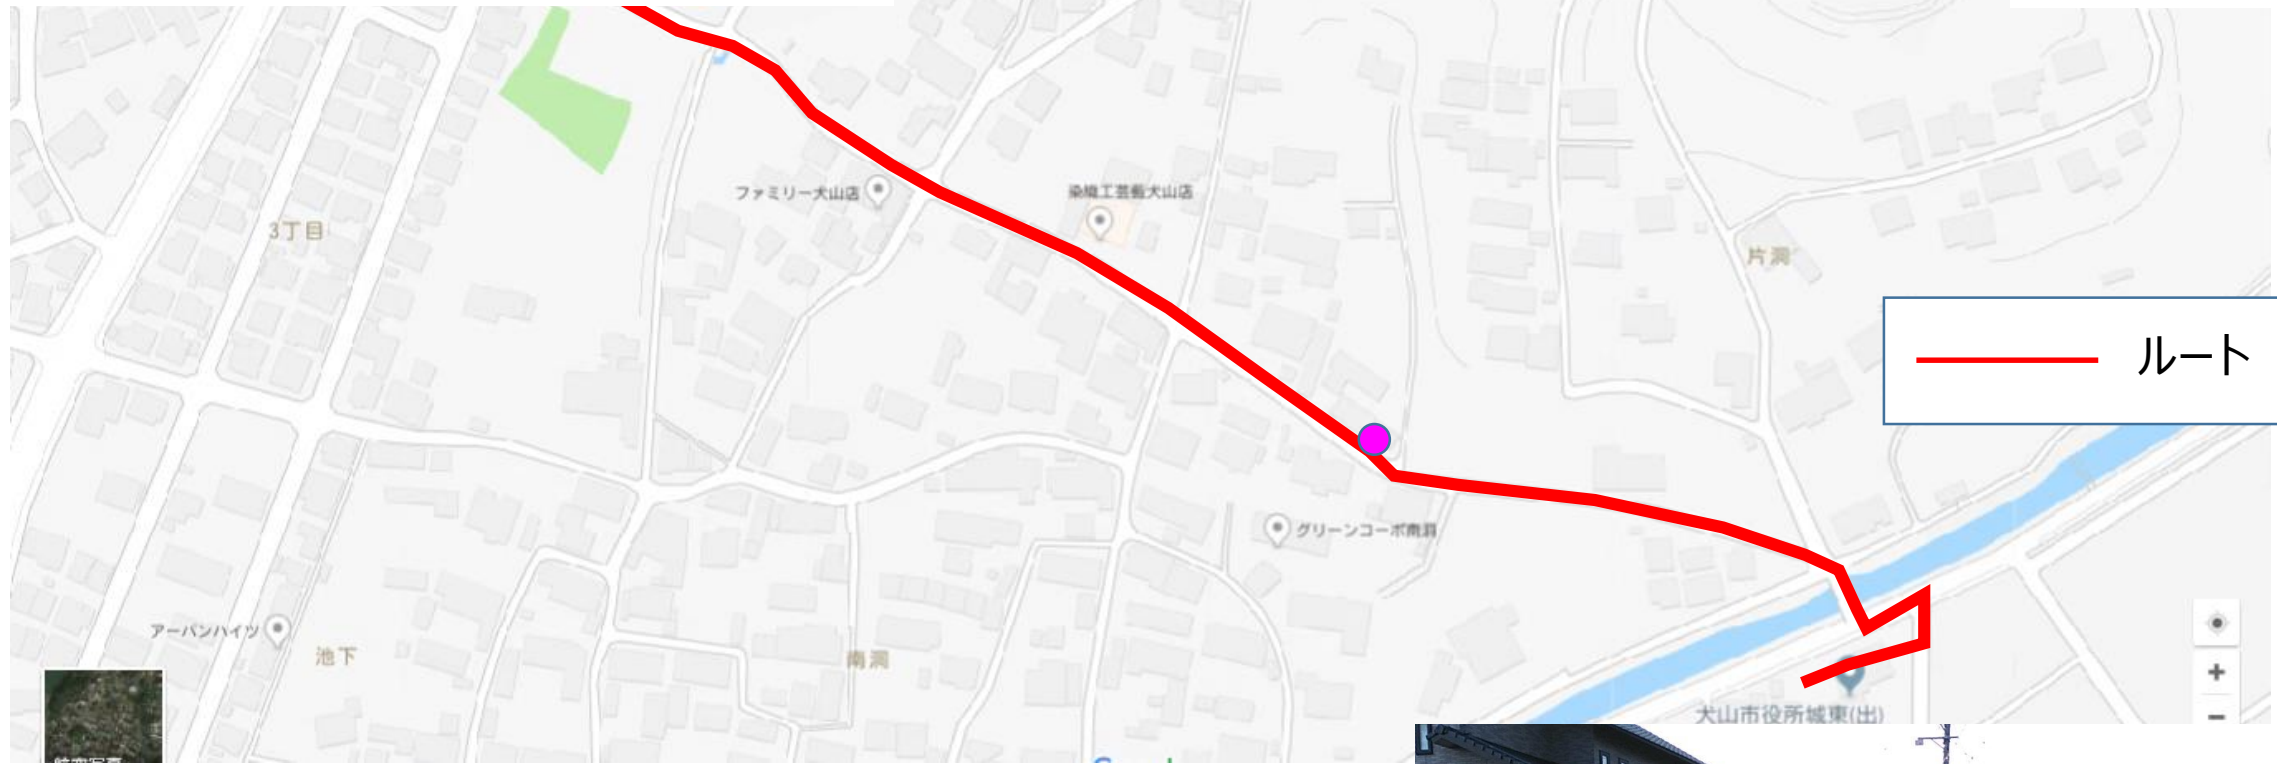 ファミリー犬山店
染織工芸藍犬山店
3丁目
片洞
ルート
グリーンコーポ南洞
アーバンハイツ
池下
南洞
犬山市役所城東(出)